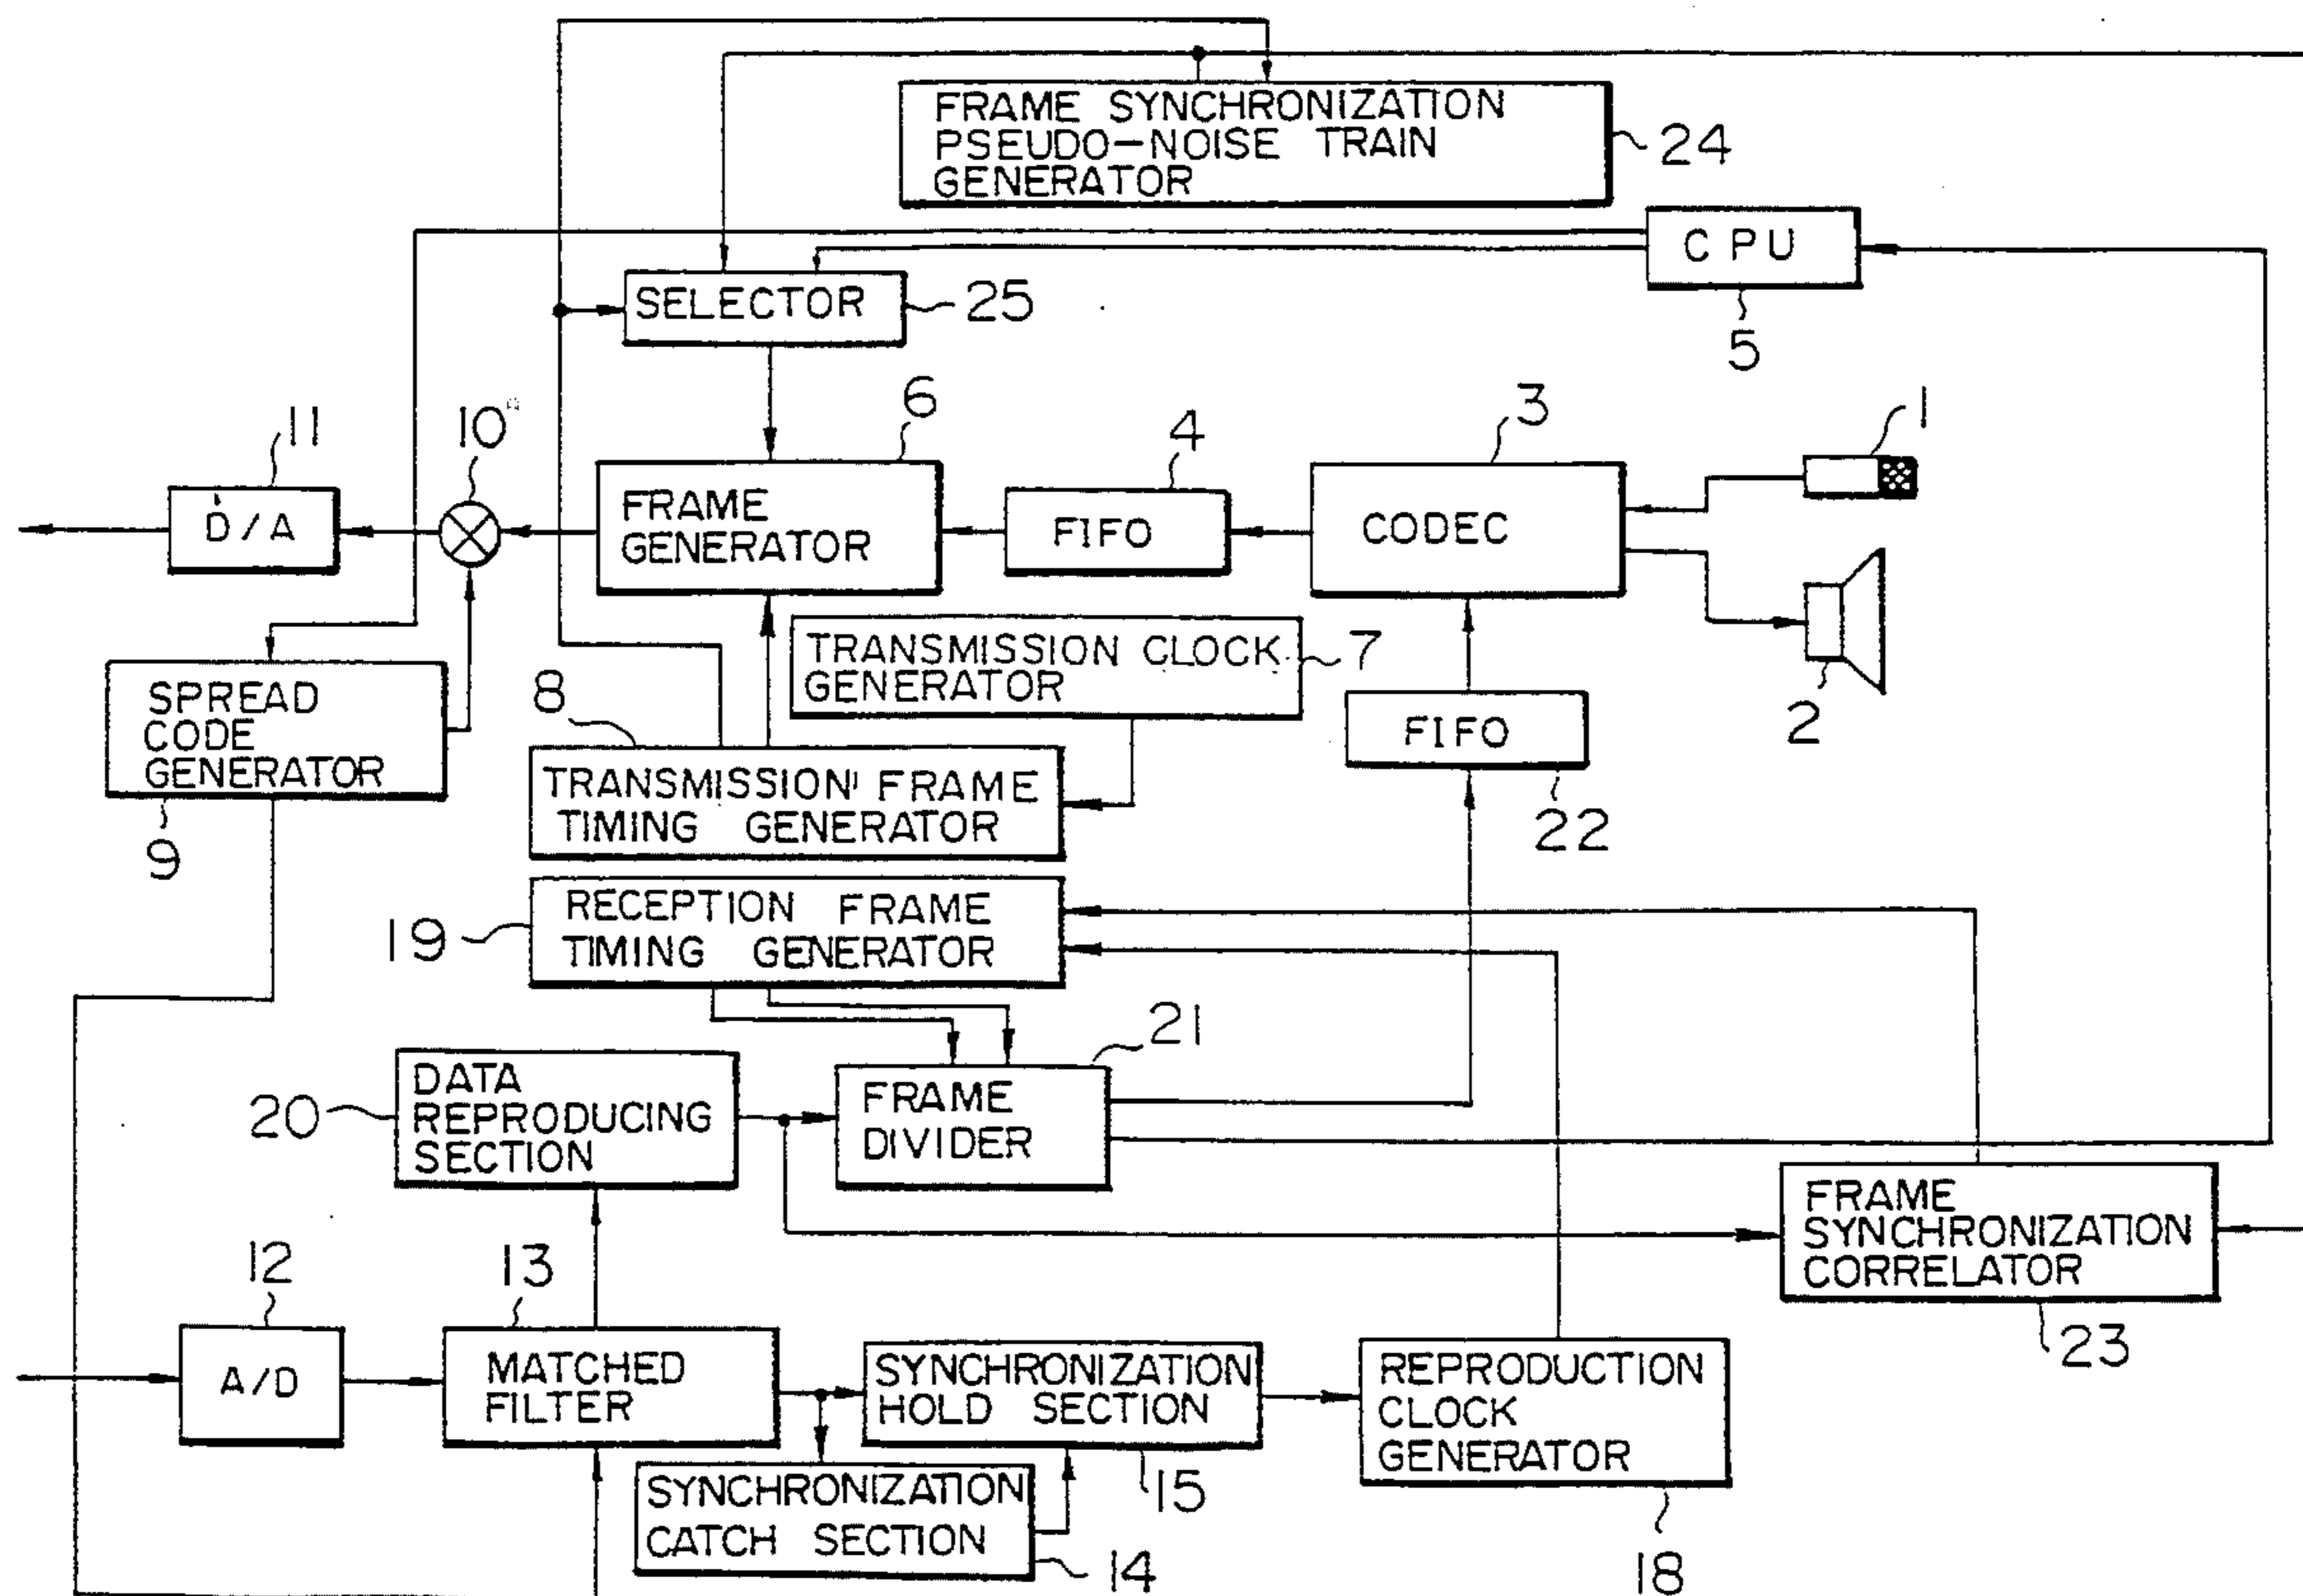 FRAME SYNCHRONIZATION
PSEUDO-NOISE TRAIN
GENERATOR
24
CPU
5
SELECTOR
25
11
10
6
4
3
1
D/A
FRAME
GENERATOR
FIFO
CODEC
2
TRANSMISSION CLOCK
GENERATOR
7
SPREAD
CODE
GENERATOR
9
8
TRANSMISSION FRAME
TIMING GENERATOR
FIFO
22
RECEPTION FRAME
TIMING GENERATOR
19
21
DATA
REPRODUCING
SECTION
20
FRAME
DIVIDER
FRAME
SYNCHRONIZATION
CORRELATOR
23
12
13
A/D
MATCHED
FILTER
SYNCHRONIZATION
HOLD SECTION
15
REPRODUCTION
CLOCK
GENERATOR
18
SYNCHRONIZATION
CATCH SECTION
14